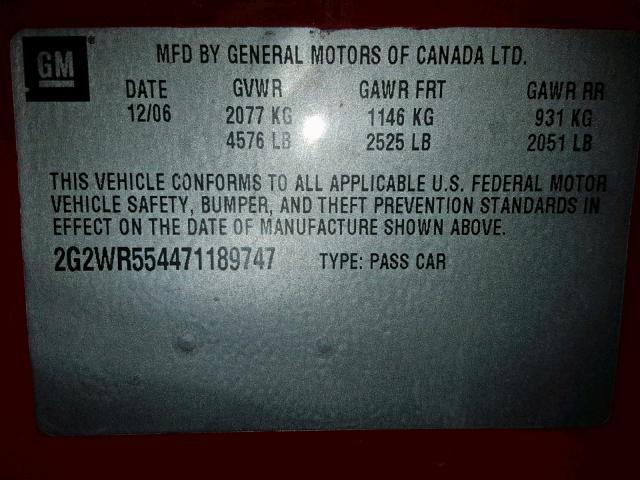 GM
MFD BY GENERAL MOTORS OF CANADA LTD.
DATE GVWR GAWR FRT GAWR RR
12/06 2077 KG 1146 KG 931 KG
4576 LB 2525 LB 2051 LB
THIS VEHICLE CONFORMS TO ALL APPLICABLE U.S. FEDERAL MOTOR
VEHICLE SAFETY, BUMPER, AND THEFT PREVENTION STANDARDS IN
EFFECT ON THE DATE OF MANUFACTURE SHOWN ABOVE.
2G2WR554471189747 TYPE: PASS CAR